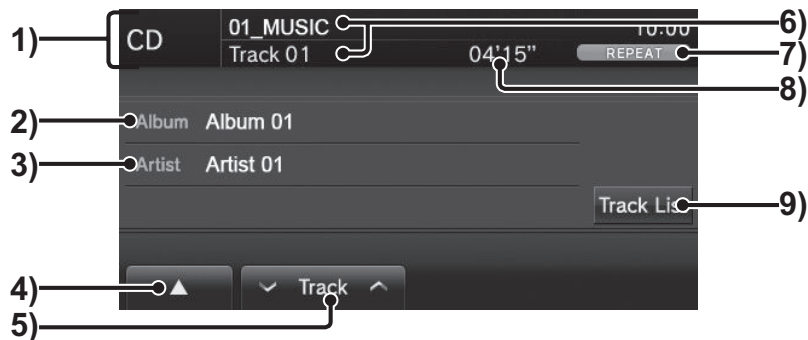 1) CD 01_MUSIC 10:00 6)
Track 01 04'15" REPEAT 7)
8)
2) Album Album 01
3) Artist Artist 01
Track List 9)
4) ▲ Track
5)